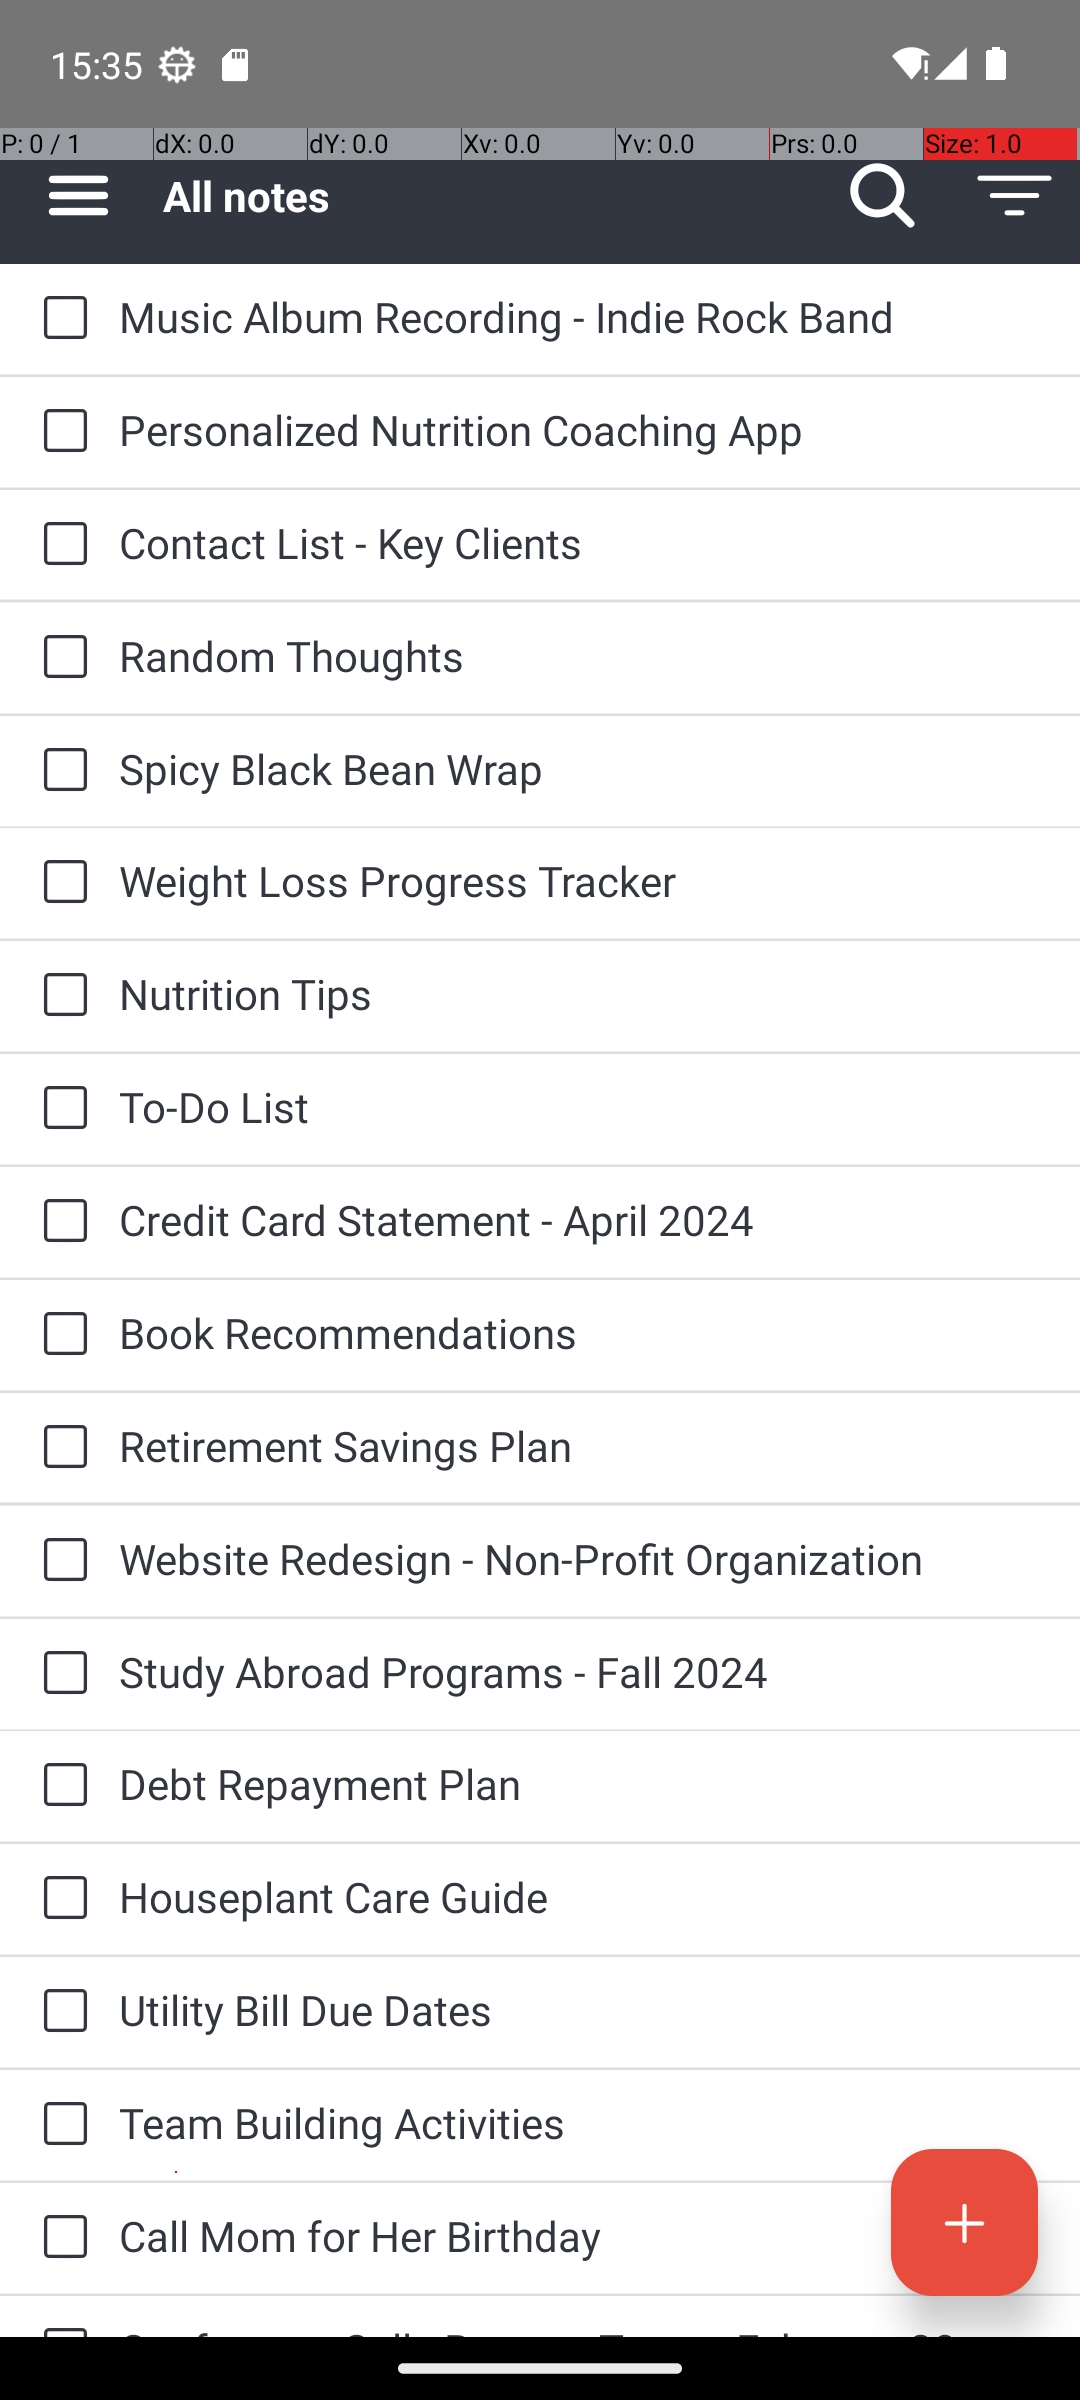 15:35
P: 0 / 1 dX: 0.0 dY: 0.0 Xv: 0.0 Yv: 0.0 Prs: 0.0 Size: 1.0
All notes
Music Album Recording - Indie Rock Band
Personalized Nutrition Coaching App
Contact List - Key Clients
Random Thoughts
Spicy Black Bean Wrap
Weight Loss Progress Tracker
Nutrition Tips
To-Do List
Credit Card Statement - April 2024
Book Recommendations
Retirement Savings Plan
Website Redesign - Non-Profit Organization
Study Abroad Programs - Fall 2024
Debt Repayment Plan
Houseplant Care Guide
Utility Bill Due Dates
Team Building Activities
Call Mom for Her Birthday